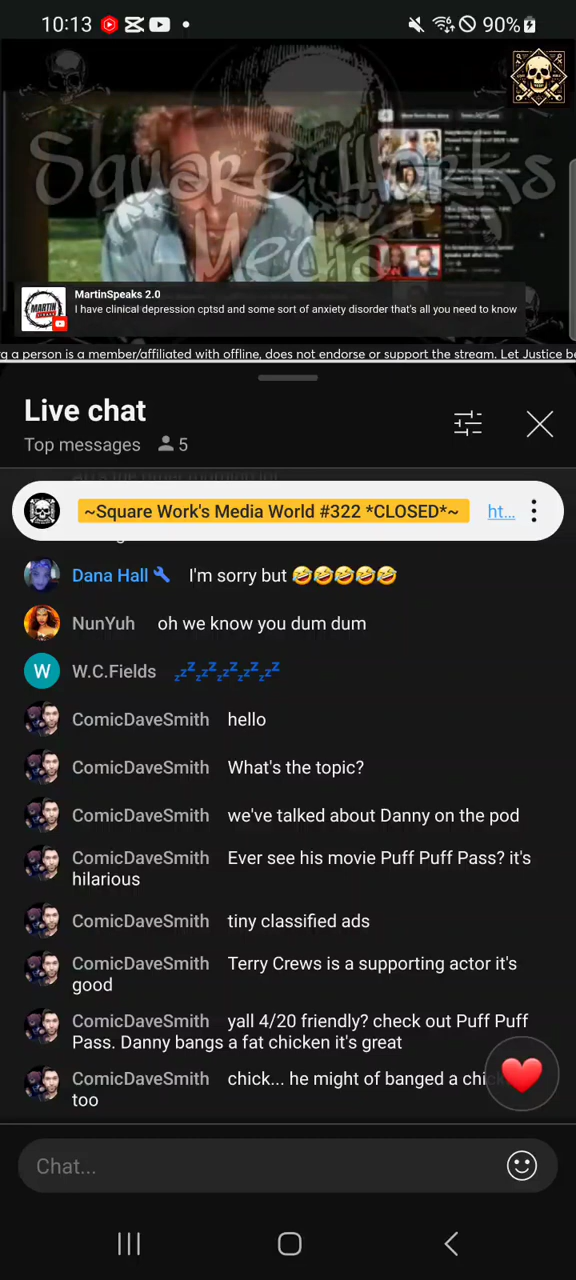 10:13
90%
Square Works
Media
MARTIN
MartinSpeaks 2.0
I have clinical depression cptsd and some sort of anxiety disorder that's all you need to know
a person is a member/affiliated with offline, does not endorse or support the stream. Let Justice be
Live chat
Top messages 5
~Square Work's Media World #322 *CLOSED*~ ht...
Dana Hall I'm sorry but 🤣🤣🤣🤣🤣
NunYuh oh we know you dum dum
W W.C.Fields 💤💤💤💤💤
ComicDaveSmith hello
ComicDaveSmith What's the topic?
ComicDaveSmith we've talked about Danny on the pod
ComicDaveSmith Ever see his movie Puff Puff Pass? it's
hilarious
ComicDaveSmith tiny classified ads
ComicDaveSmith Terry Crews is a supporting actor it's
good
ComicDaveSmith yall 4/20 friendly? check out Puff Puff
Pass. Danny bangs a fat chicken it's great
ComicDaveSmith chick... he might of banged a
too
Chat...